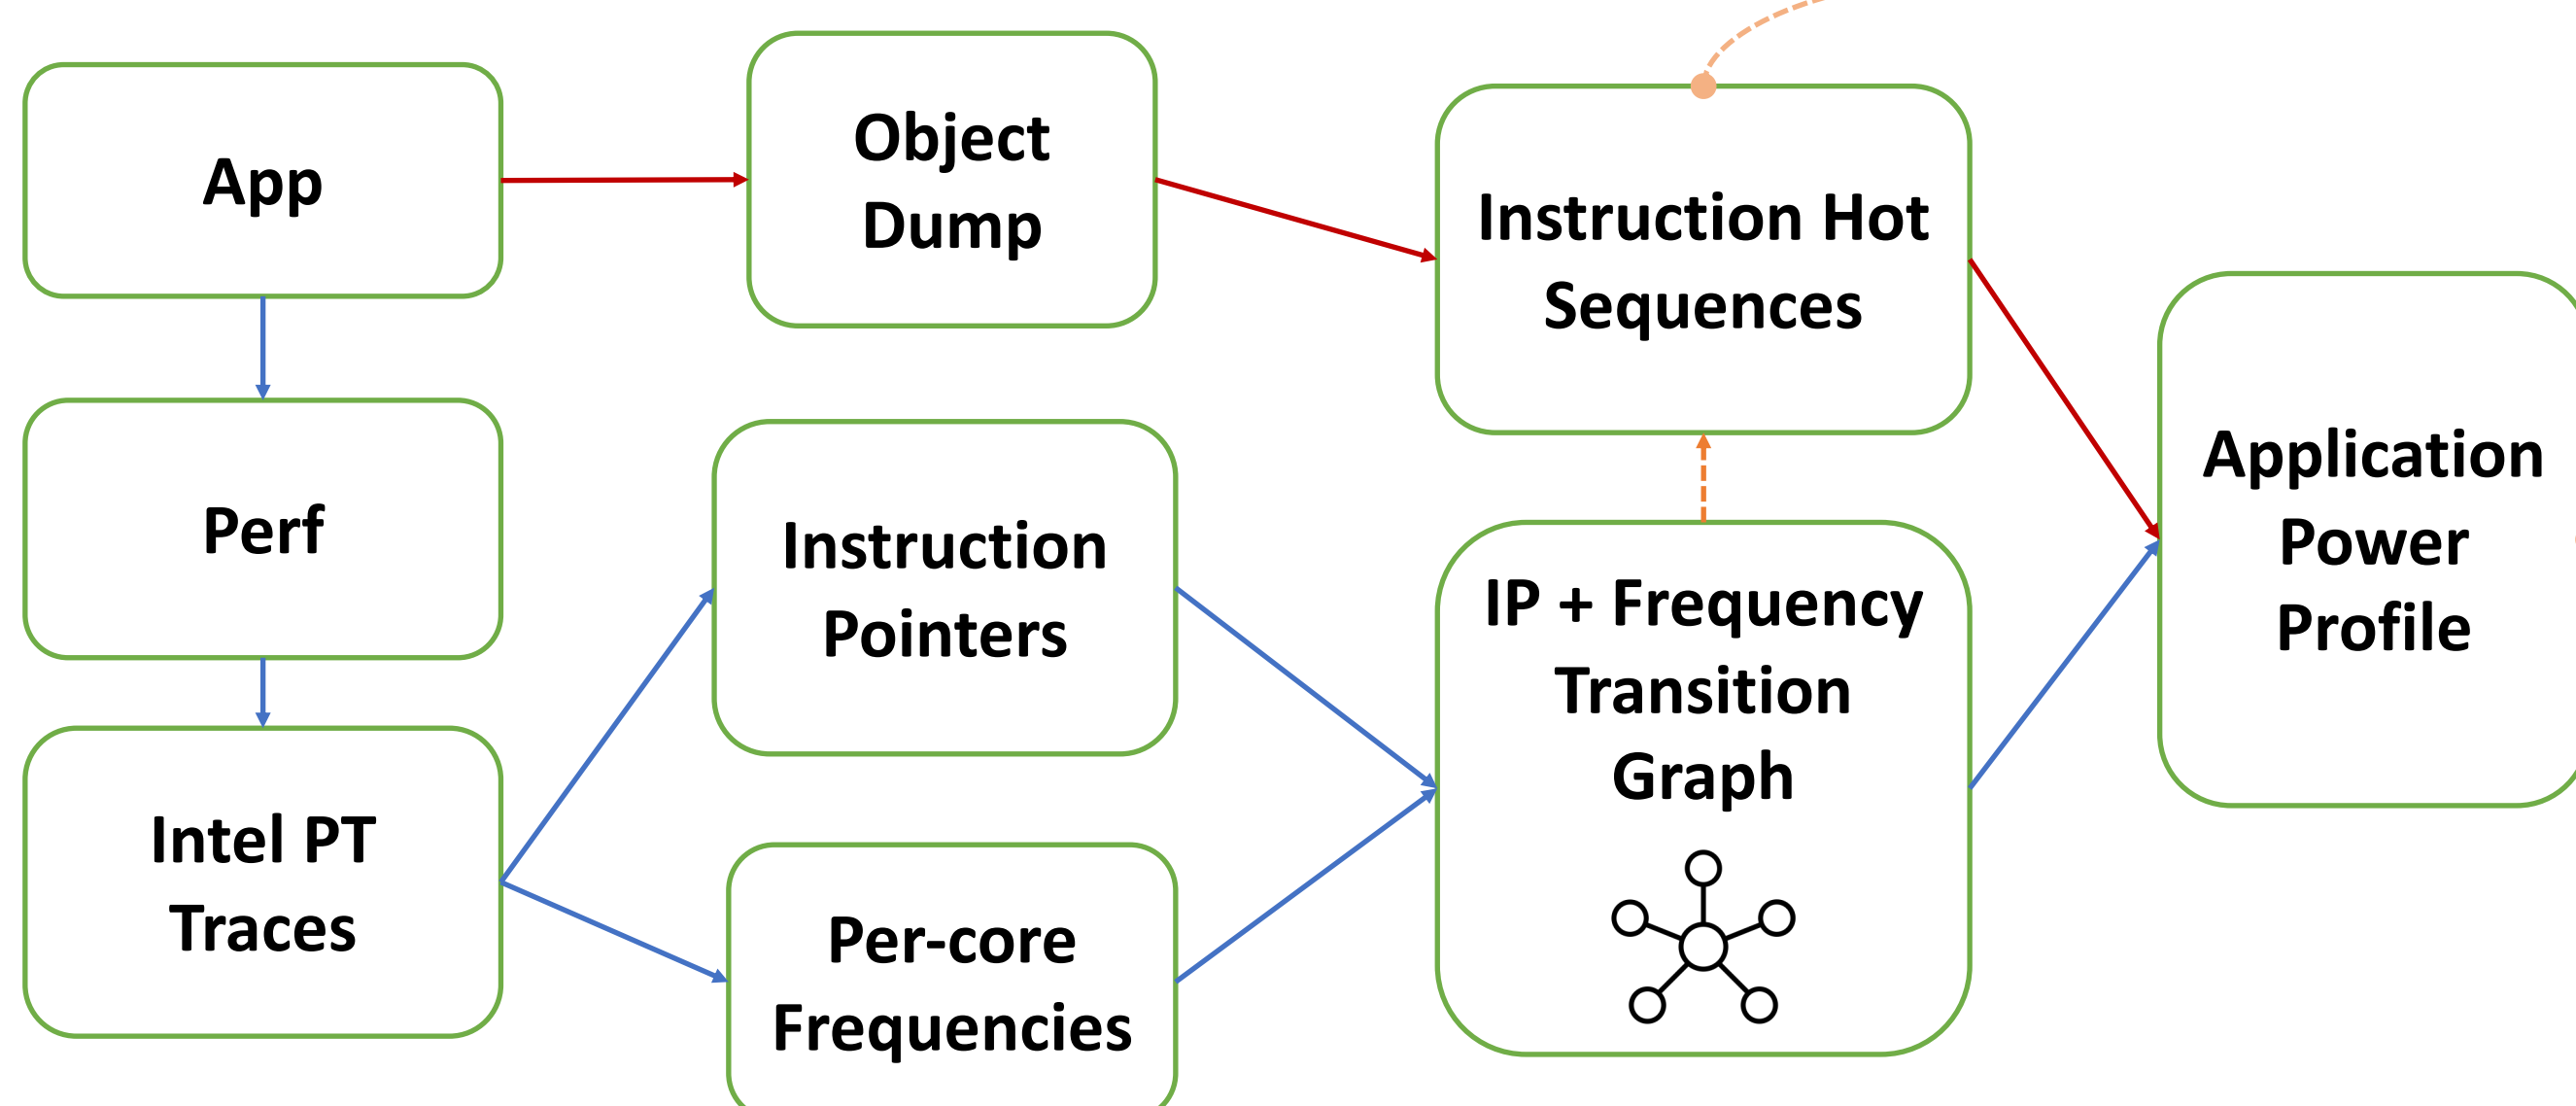 App
Object
Dump
Instruction Hot
Sequences
Application
Power
Profile
Perf
Instruction
Pointers
IP + Frequency
Transition
Graph
Intel PT
Traces
Per-core
Frequencies